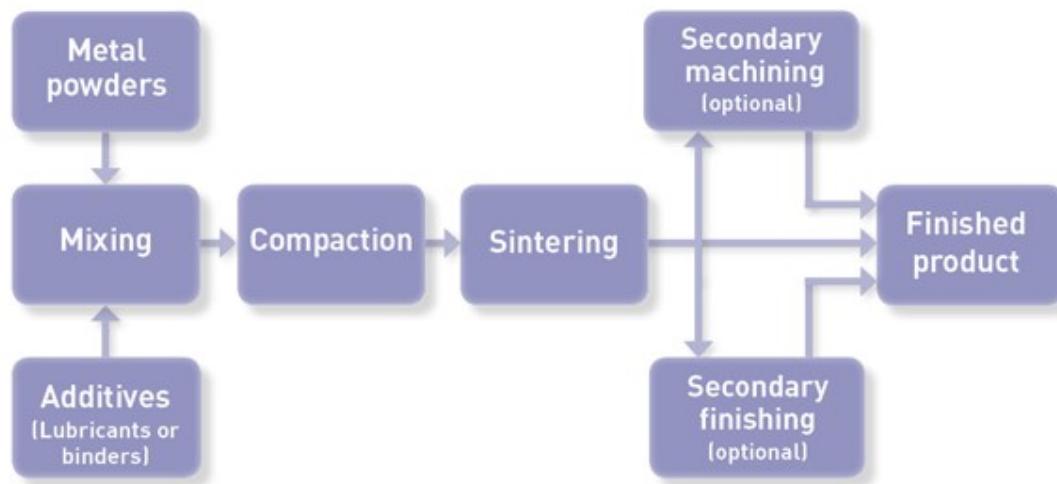 Metal
powders
Mixing
Additives
(Lubricants or
binders)
Compaction
Sintering
Secondary
machining
(optional)
Secondary
finishing
(optional)
Finished
product